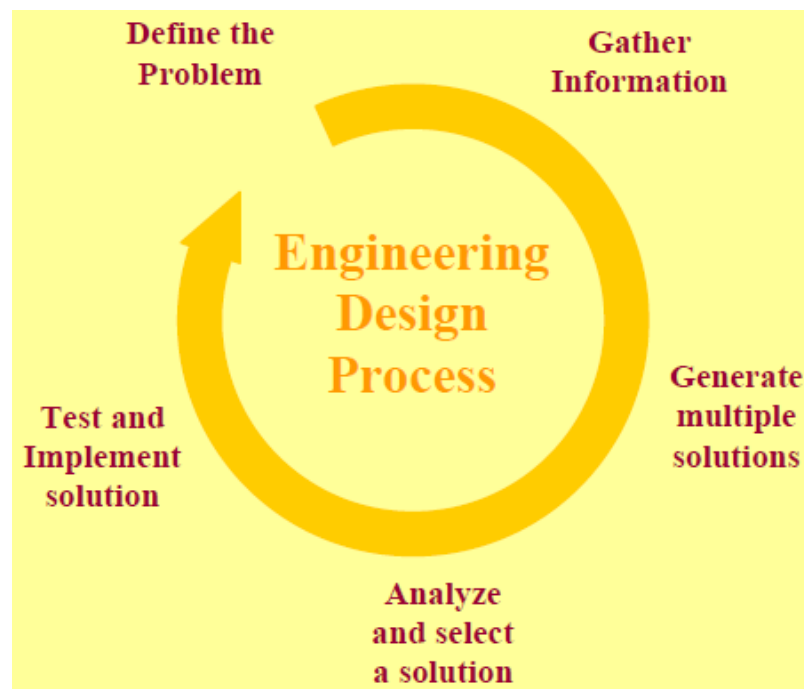 Define the
Problem
Gather
Information
Engineering
Design
Process
Generate
multiple
solutions
Analyze
and select
a solution
Test and
Implement
solution